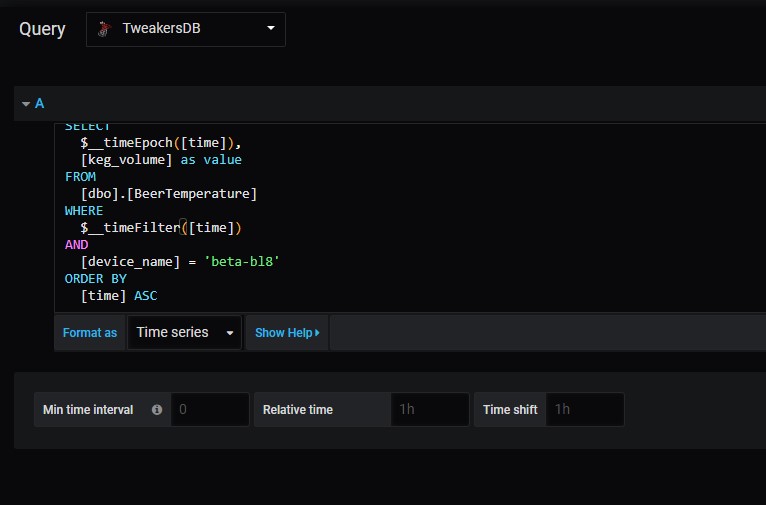 Query TweakersDB
A
SELECT
$__timeEpoch([time]),
[keg_volume] as value
FROM
[dbo].[BeerTemperature]
WHERE
$__timeFilter([time])
AND
[device_name] = 'beta-bl8'
ORDER BY
[time] ASC
Format as Time series Show Help
Min time interval 0 Relative time 1h Time shift 1h